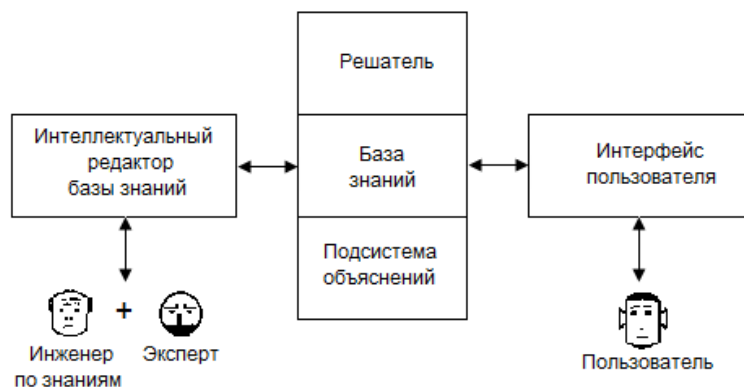 Решатель
Интеллектуальный
редактор
базы знаний
База
знаний
Интерфейс
пользователя
Подсистема
объяснений
+
Инженер
по знаниям
Эксперт
Пользователь